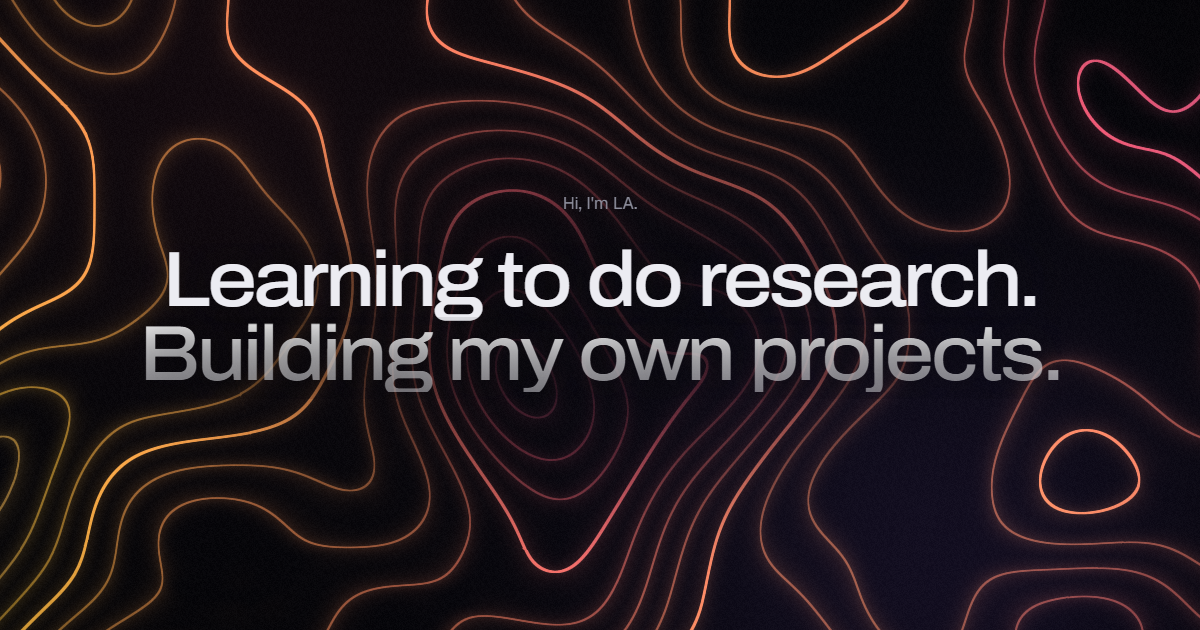 Hi, I'm LA.
Learning to do research.
Building my own projects.